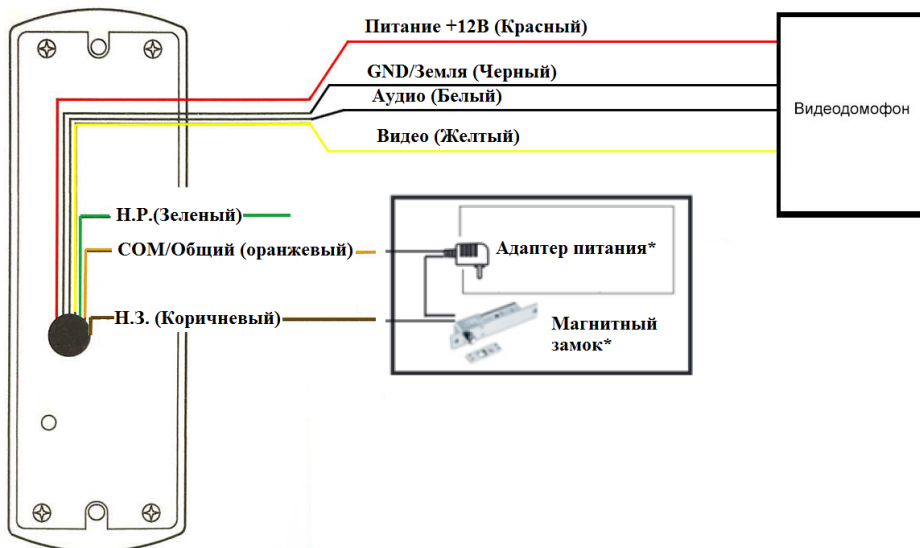 Питание +12В (Красный)
GND/Земля (Черный)
Аудио (Белый)
Видеодомофон
Видео (Желтый)
Н.Р.(Зеленый)
COM/Общий (оранжевый)
Адаптер питания*
Н.З. (Коричневый)
Магнитный
замок*